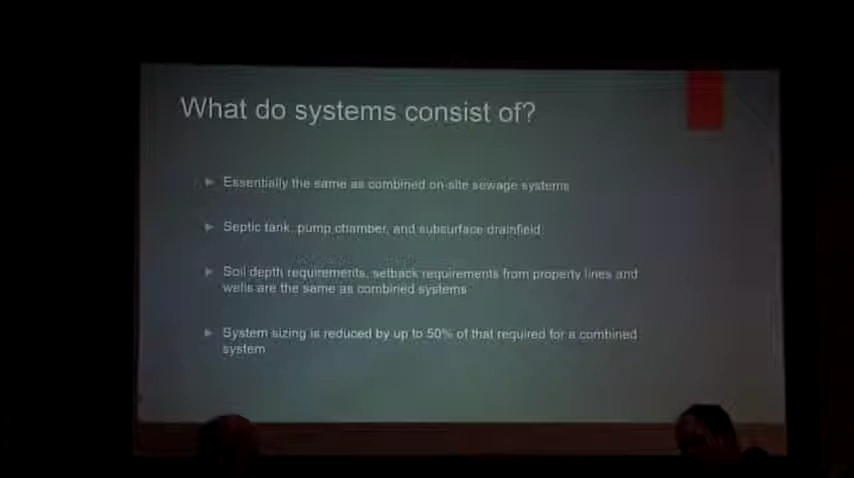 What do systems consist of?
Essentially the same as combined on-site sewage systems
Septic tank, pump chamber, and subsurface drainfield
Soil depth requirements, setback requirements from property lines and
wells are the same as combined systems
System sizing is reduced by up to 50% of that required for a combined
system